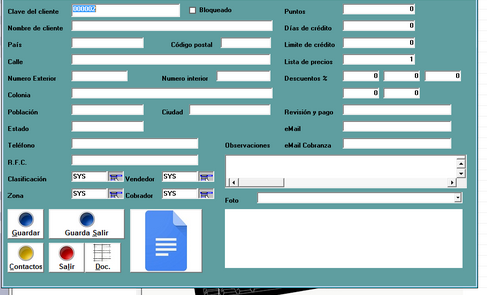 Clave del cliente 000002 Bloqueado Puntos 0
Nombre de cliente Días de crédito 0
País Código postal Limite de crédito 0
Calle Lista de precios 1
Numero Exterior Numero interior Descuentos % 0 0 0
Colonia 0 0
Población Ciudad Revisión y pago
Estado eMail
Teléfono Observaciones eMail Cobranza
R.F.C.
Clasificación SYS Vendedor SYS
Zona SYS Cobrador SYS Foto
Guardar Guarda Salir
Contactos Salir Doc.